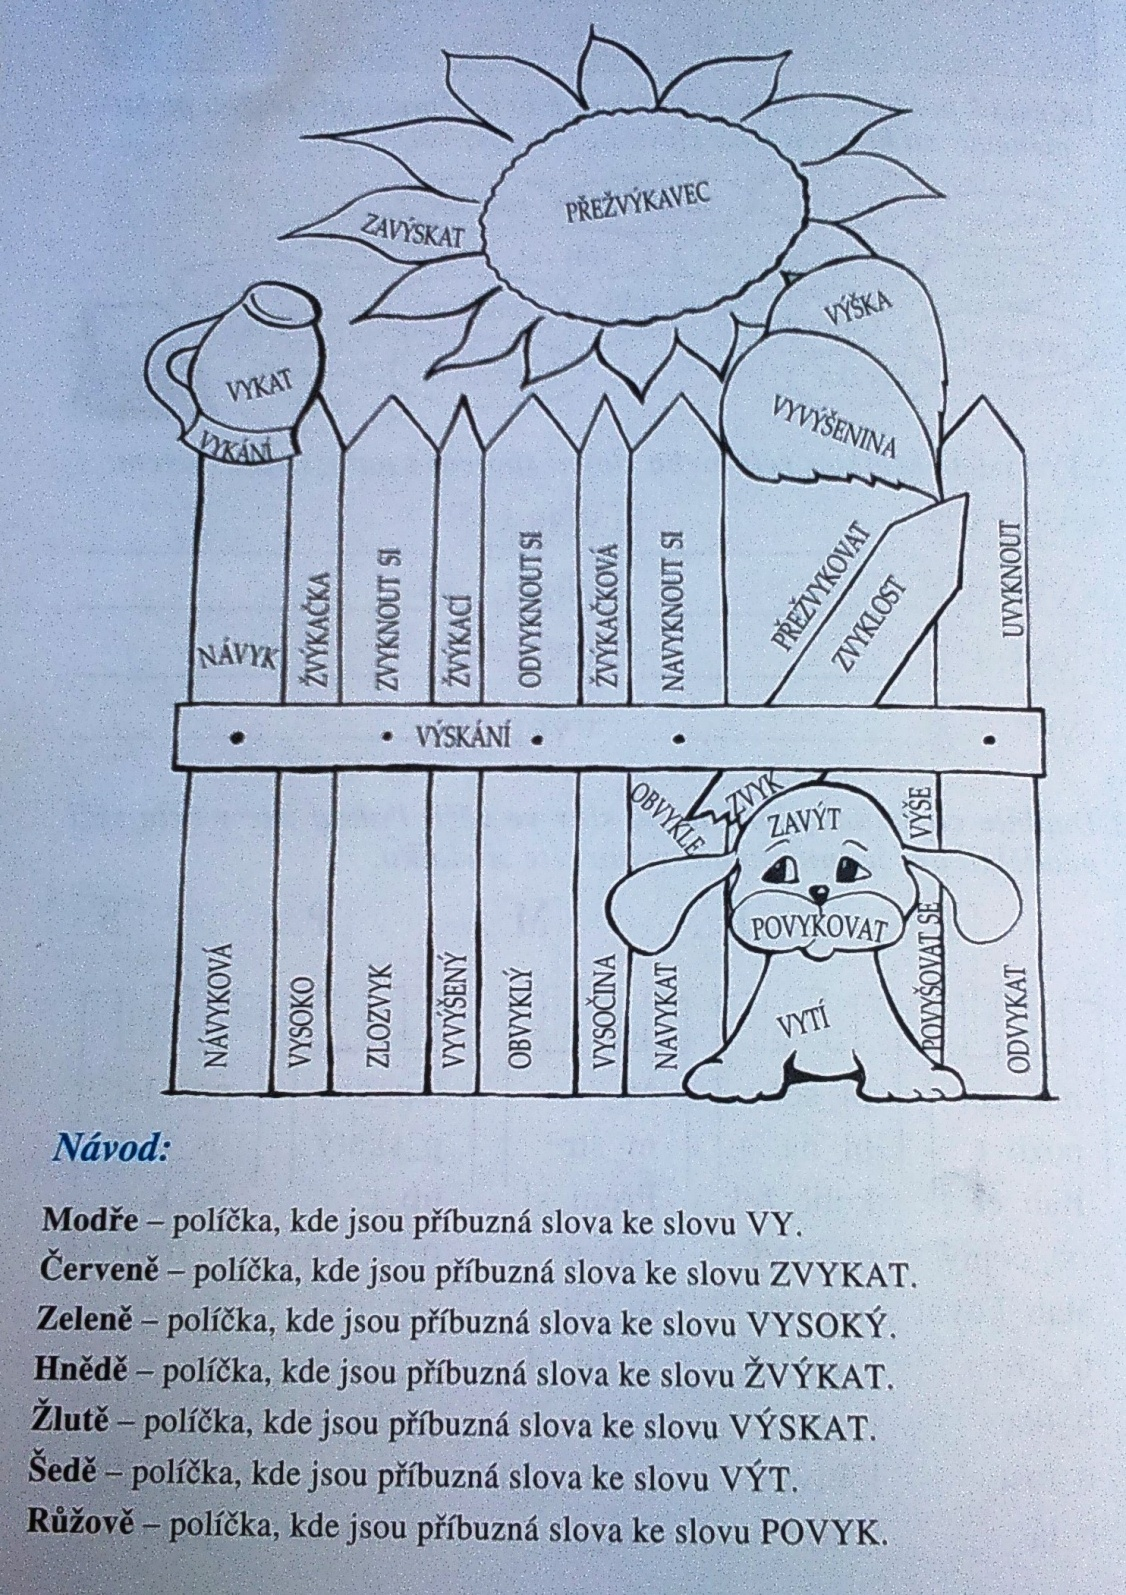 PŘEŽVÝKAVEC
ZAVÝSKAT
VÝŠKA
VYKAT
VYVÝŠENINA
VYKÁNÍ
NÁVYK
ŽVÝKAČKA
ZVYKNOUT SI
ŽVÝKACÍ
ODVYKNOUT SI
ŽVÝKAČKOVÁ
NAVYKNOUT SI
PŘEŽVYKOVAT
ZVYKLOST
UVYKNOUT
VÝSKÁNÍ
OBVYKLE
ZVYK
ZAVÝT
VÝŠE
POVYKOVAT
NÁVYKOVÁ
VYSOKO
ZLOZVYK
VYVÝŠENÝ
OBVYKLÝ
VYSOČINA
NAVYKAT
VYTÍ
POVYŠOVAT SE
ODVYKAT
Návod:
Modře – políčka, kde jsou příbuzná slova ke slovu VY.
Červeně – políčka, kde jsou příbuzná slova ke slovu ZVYKAT.
Zeleně – políčka, kde jsou příbuzná slova ke slovu VYSOKÝ.
Hnědě – políčka, kde jsou příbuzná slova ke slovu ŽVÝKAT.
Žlutě – políčka, kde jsou příbuzná slova ke slovu VÝSKAT.
Šedě – políčka, kde jsou příbuzná slova ke slovu VÝT.
Růžově – políčka, kde jsou příbuzná slova ke slovu POVYK.